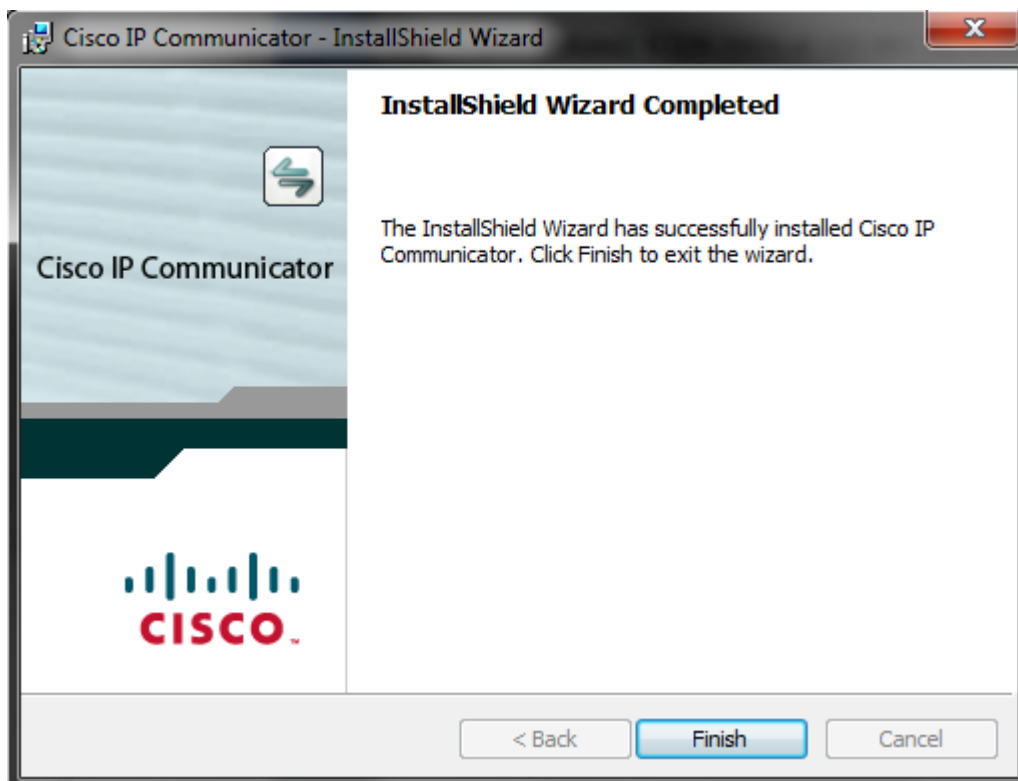 Cisco IP Communicator - InstallShield Wizard
X
InstallShield Wizard Completed
The InstallShield Wizard has successfully installed Cisco IP
Communicator. Click Finish to exit the wizard.
Cisco IP Communicator
CISCO™
< Back
Finish
Cancel